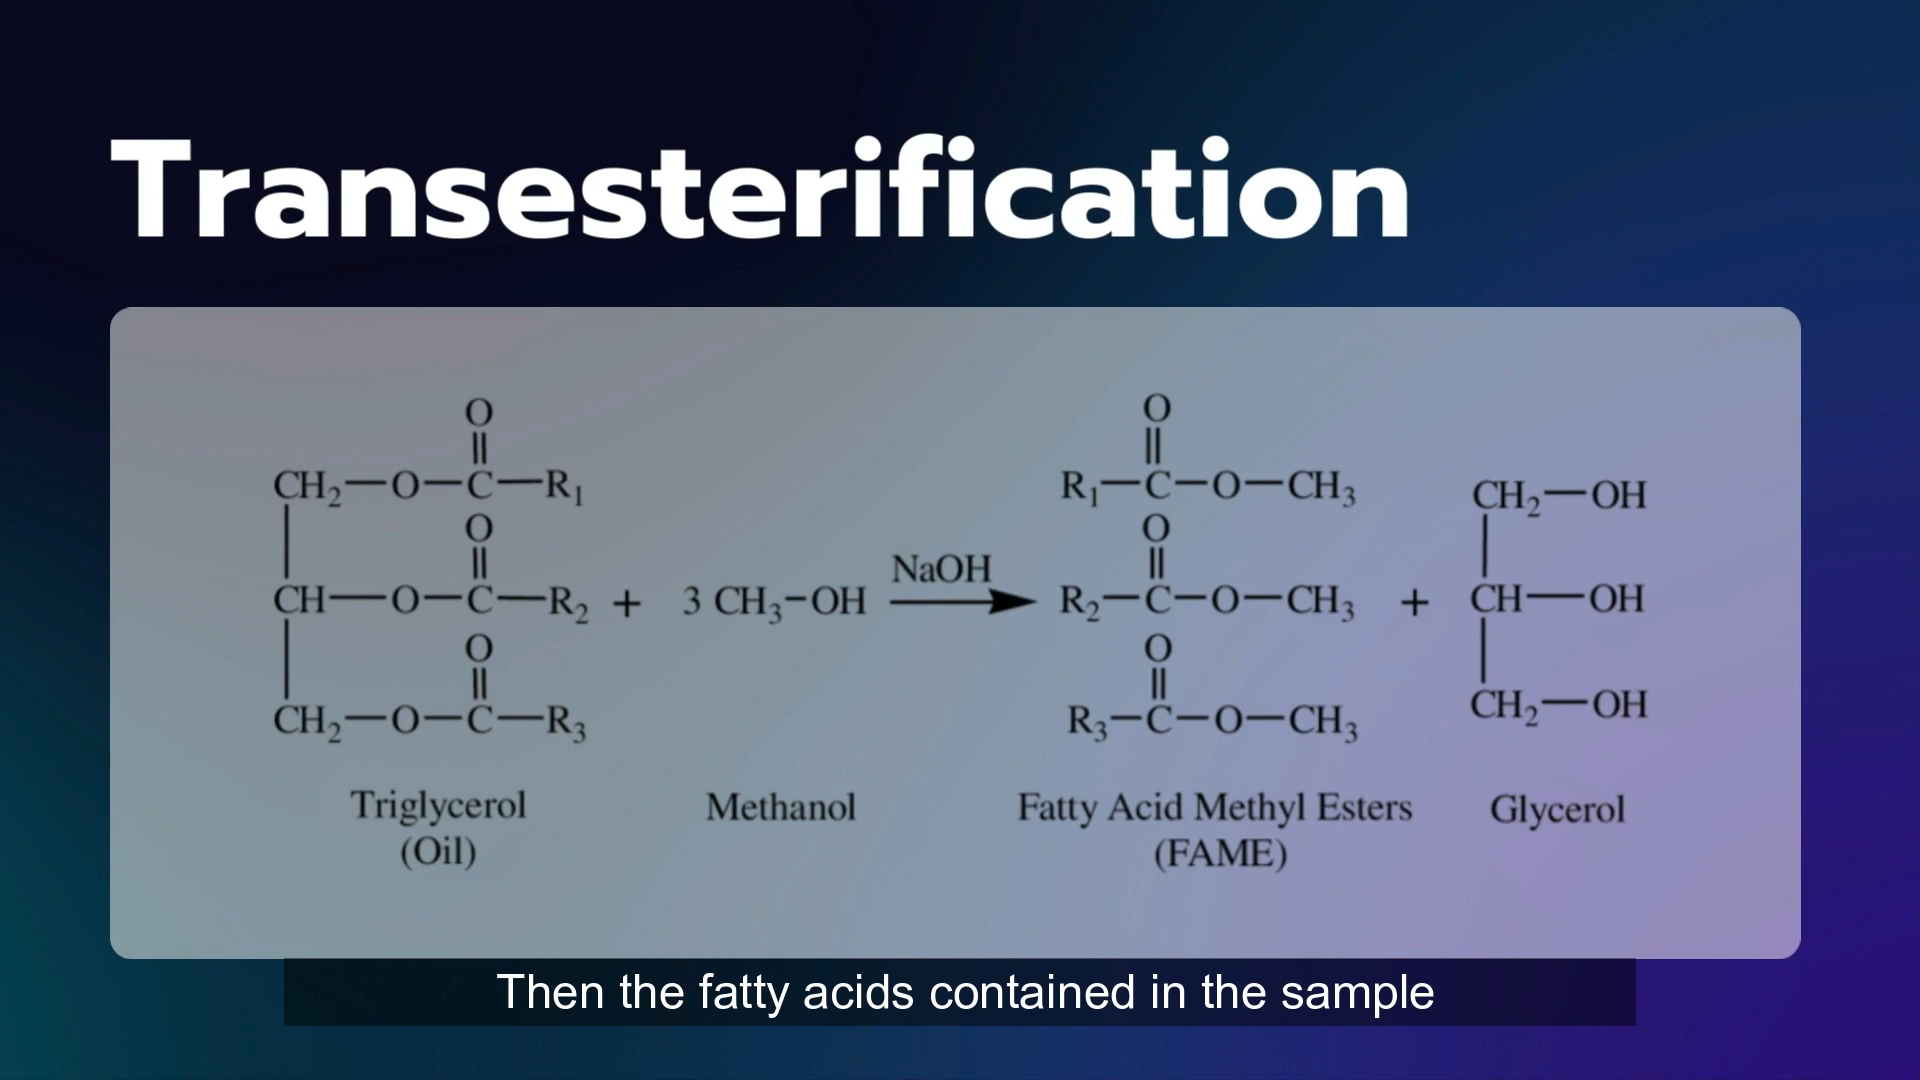 Transesterification
O
CH₂—O—C—R₁
O
CH—O—C—R₂
O
CH₂—O—C—R₃
+ 3 CH₃–OH
NaOH
O
R₁—C—O—CH₃
O
R₂—C—O—CH₃
O
R₃—C—O—CH₃
+
CH₂—OH
CH—OH
CH₂—OH
Triglycerol
(Oil)
Methanol
Fatty Acid Methyl Esters
(FAME)
Glycerol
Then the fatty acids contained in the sample